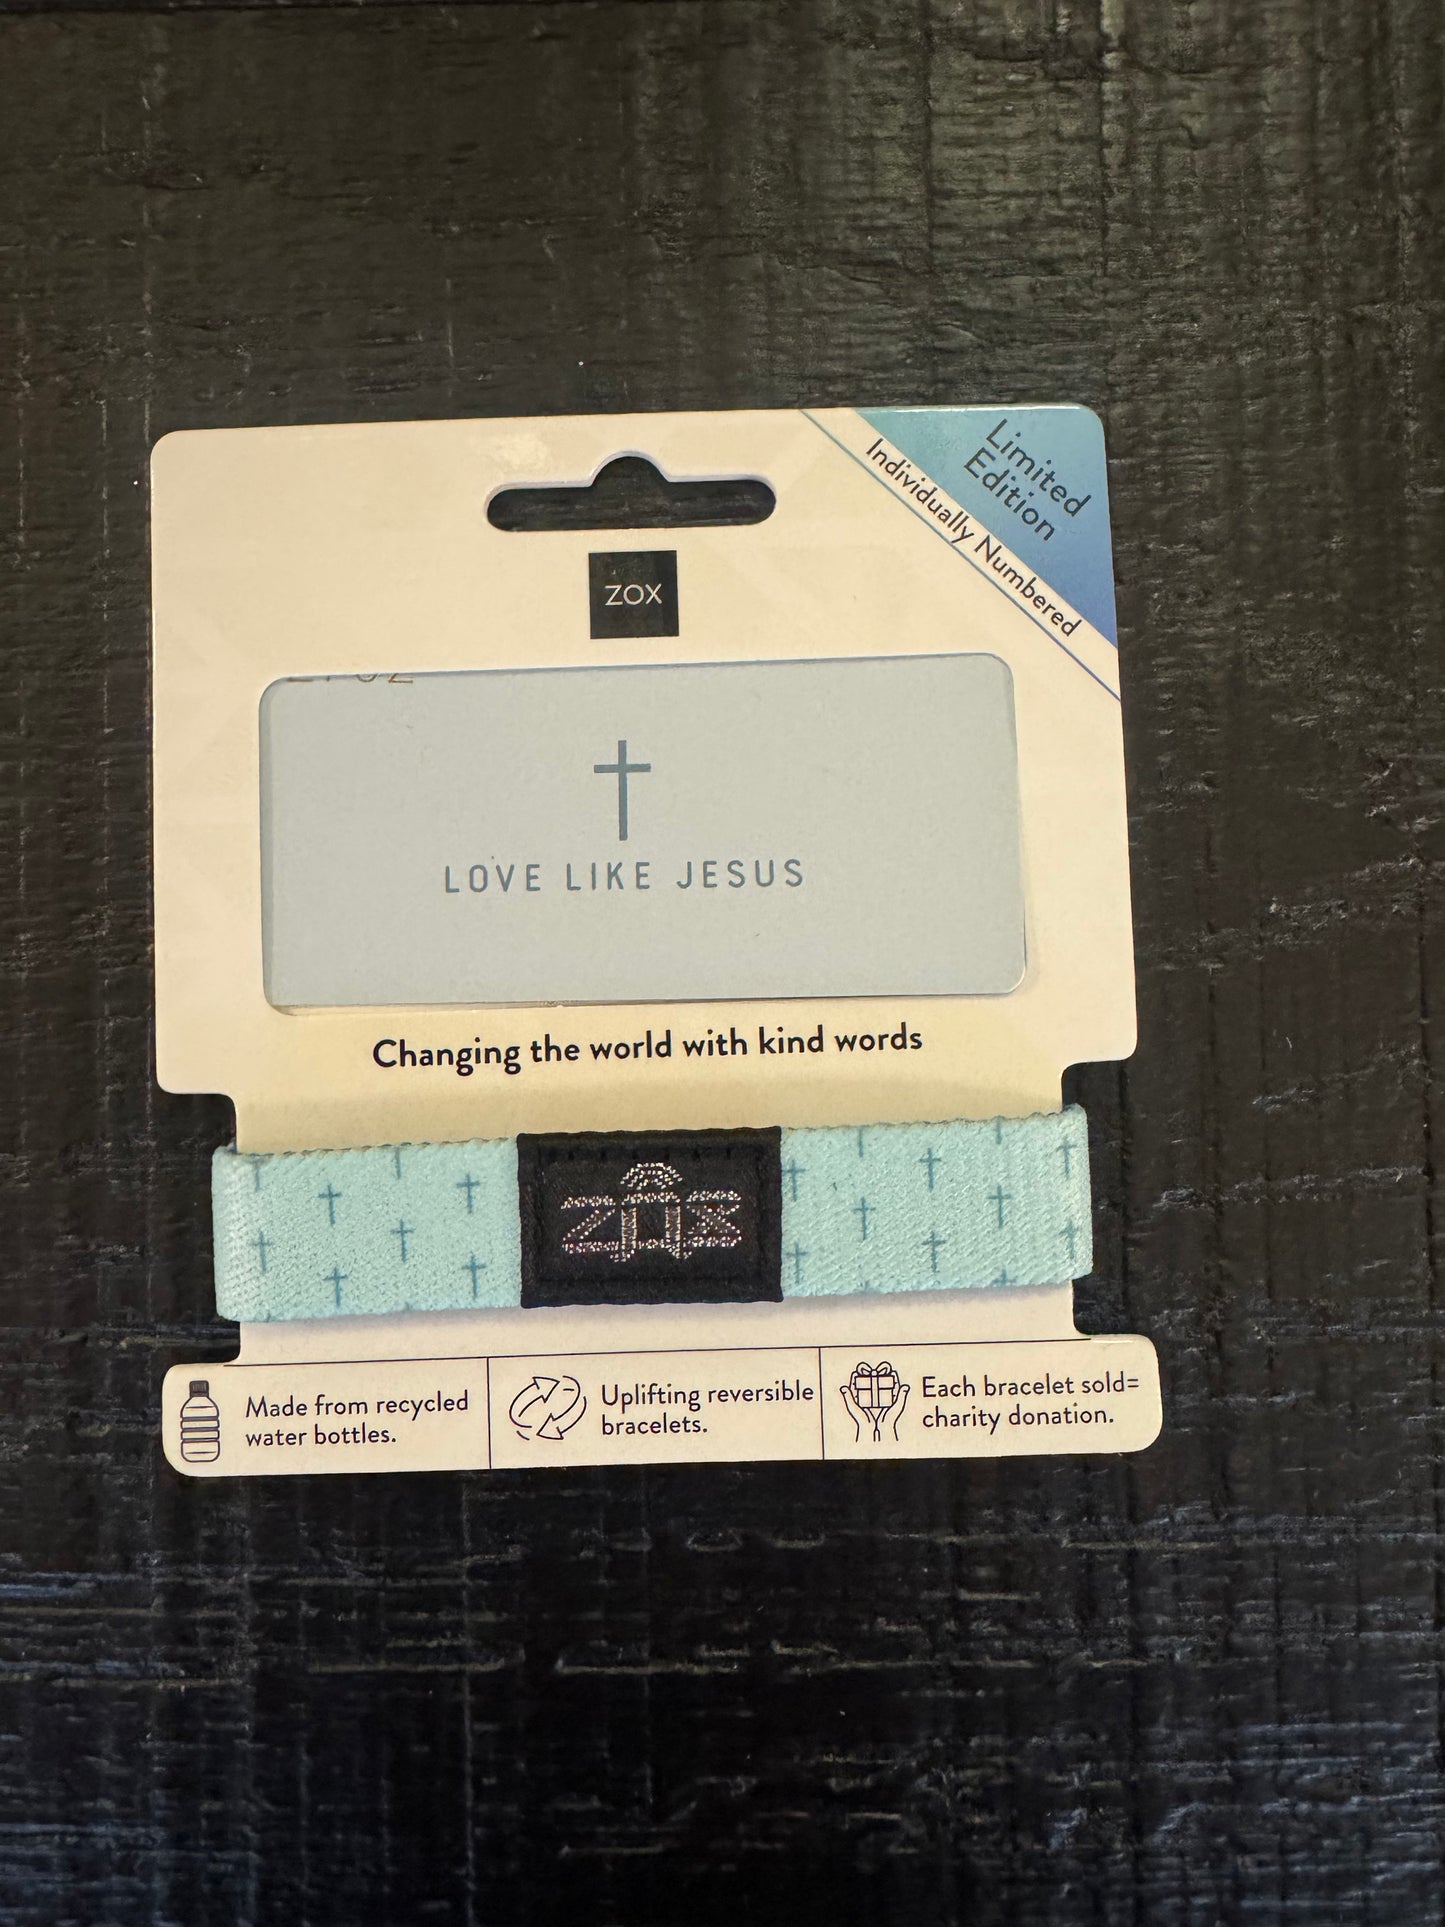 Limited
Edition
Individually Numbered
ZOX
LOVE LIKE JESUS
Changing the world with kind words
ZOX
Made from recycled
water bottles.
Uplifting reversible
bracelets.
Each bracelet sold=
charity donation.